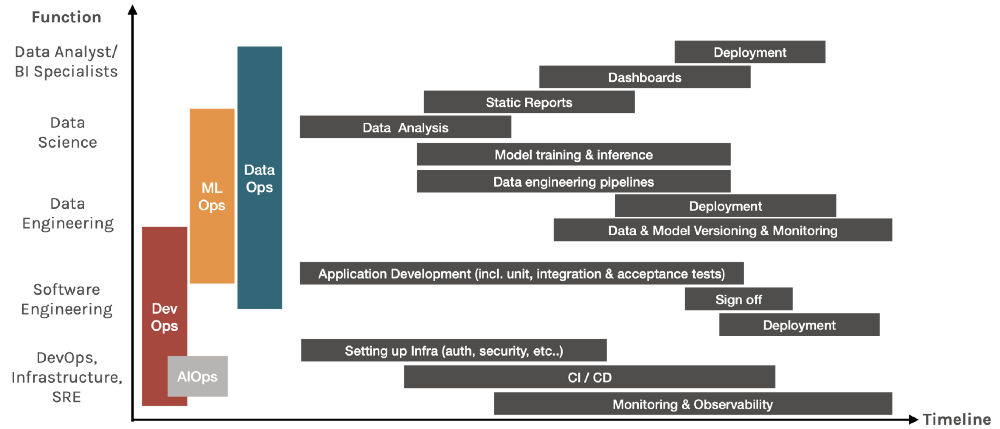 Function
Data Analyst/
BI Specialists
Data
Science
Data
Engineering
Software
Engineering
DevOps,
Infrastructure,
SRE
Dev
Ops
AIOps
ML
Ops
Data
Ops
Deployment
Dashboards
Static Reports
Data Analysis
Model training & inference
Data engineering pipelines
Deployment
Data & Model Versioning & Monitoring
Application Development (incl. unit, integration & acceptance tests)
Sign off
Deployment
Setting up Infra (auth, security, etc..)
CI / CD
Monitoring & Observability
Timeline